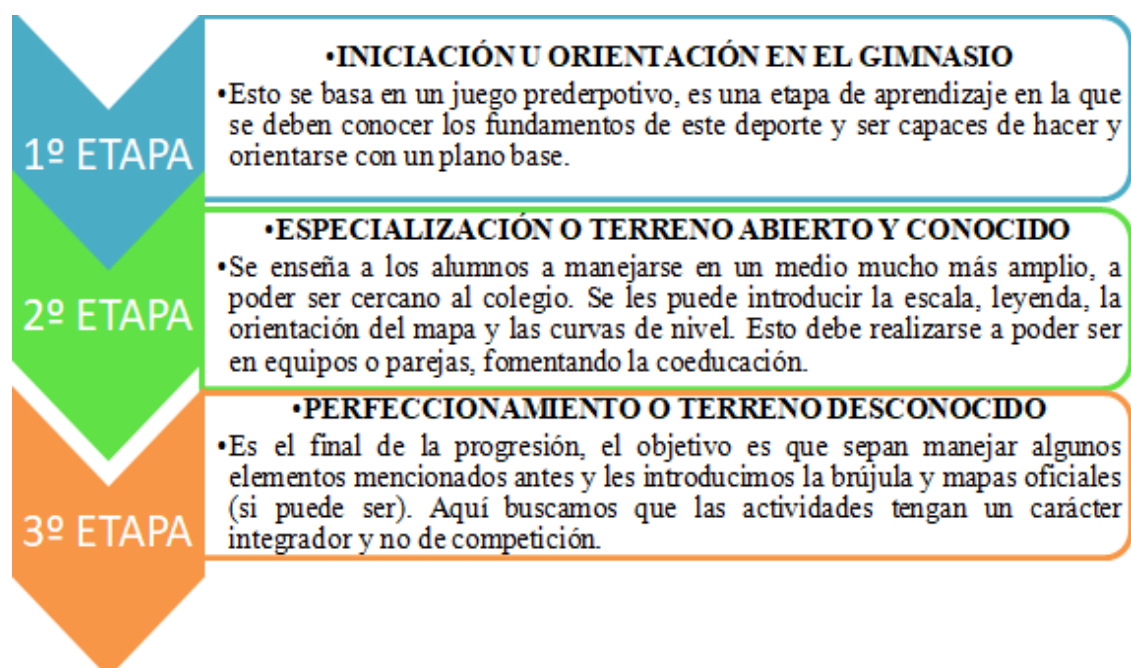 1º ETAPA
•INICIACIÓN U ORIENTACIÓN EN EL GIMNASIO
•Esto se basa en un juego prederpotivo, es una etapa de aprendizaje en la que
se deben conocer los fundamentos de este deporte y ser capaces de hacer y
orientarse con un plano base.
2º ETAPA
•ESPECIALIZACIÓN O TERRENO ABIERTO Y CONOCIDO
•Se enseña a los alumnos a manejarse en un medio mucho más amplio, a
poder ser cercano al colegio. Se les puede introducir la escala, leyenda, la
orientación del mapa y las curvas de nivel. Esto debe realizarse a poder ser
en equipos o parejas, fomentando la coeducación.
3º ETAPA
•PERFECCIONAMIENTO O TERRENO DESCONOCIDO
•Es el final de la progresión, el objetivo es que sepan manejar algunos
elementos mencionados antes y les introducimos la brújula y mapas oficiales
(si puede ser). Aquí buscamos que las actividades tengan un carácter
integrador y no de competición.